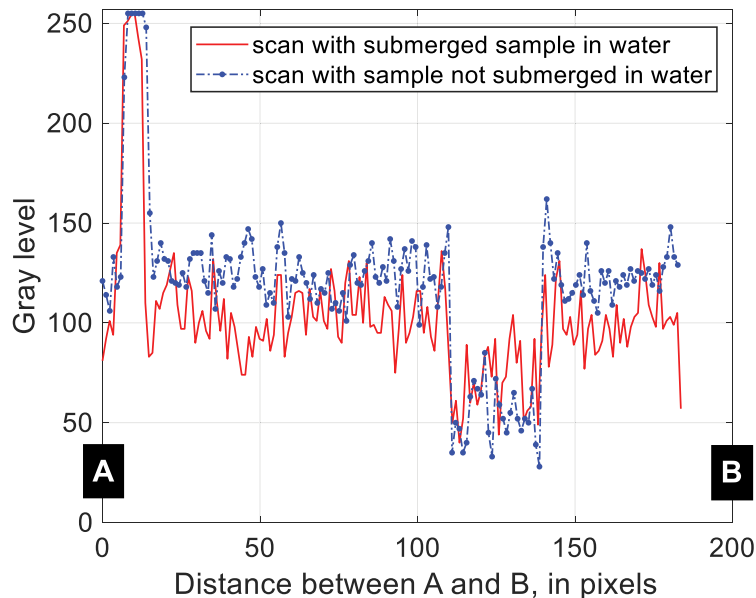 250
200
150
100
50
0
Gray level
scan with submerged sample in water
scan with sample not submerged in water
A
B
0 50 100 150 200
Distance between A and B, in pixels